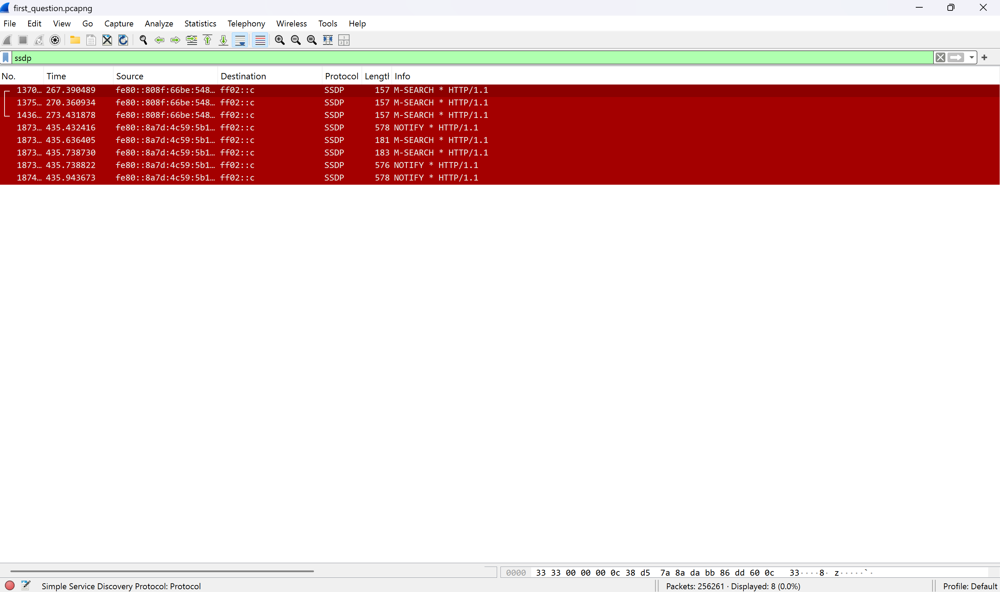 first_question.pcapng
File Edit View Go Capture Analyze Statistics Telephony Wireless Tools Help
ssdp
No. Time Source Destination Protocol Lengtl Info
1370… 267.390489 fe80::808f:66be:548… ff02::c SSDP 157 M-SEARCH * HTTP/1.1
1375… 270.360934 fe80::808f:66be:548… ff02::c SSDP 157 M-SEARCH * HTTP/1.1
1436… 273.431878 fe80::808f:66be:548… ff02::c SSDP 157 M-SEARCH * HTTP/1.1
1873… 435.432416 fe80::8a7d:4c59:5b1… ff02::c SSDP 578 NOTIFY * HTTP/1.1
1873… 435.636405 fe80::8a7d:4c59:5b1… ff02::c SSDP 181 M-SEARCH * HTTP/1.1
1873… 435.738730 fe80::8a7d:4c59:5b1… ff02::c SSDP 183 M-SEARCH * HTTP/1.1
1873… 435.738822 fe80::8a7d:4c59:5b1… ff02::c SSDP 576 NOTIFY * HTTP/1.1
1874… 435.943673 fe80::8a7d:4c59:5b1… ff02::c SSDP 578 NOTIFY * HTTP/1.1
0000 33 33 00 00 00 0c 38 d5 7a 8a da bb 86 dd 60 0c 33····8· z·····`·
Simple Service Discovery Protocol: Protocol
Packets: 256261 · Displayed: 8 (0.0%)
Profile: Default